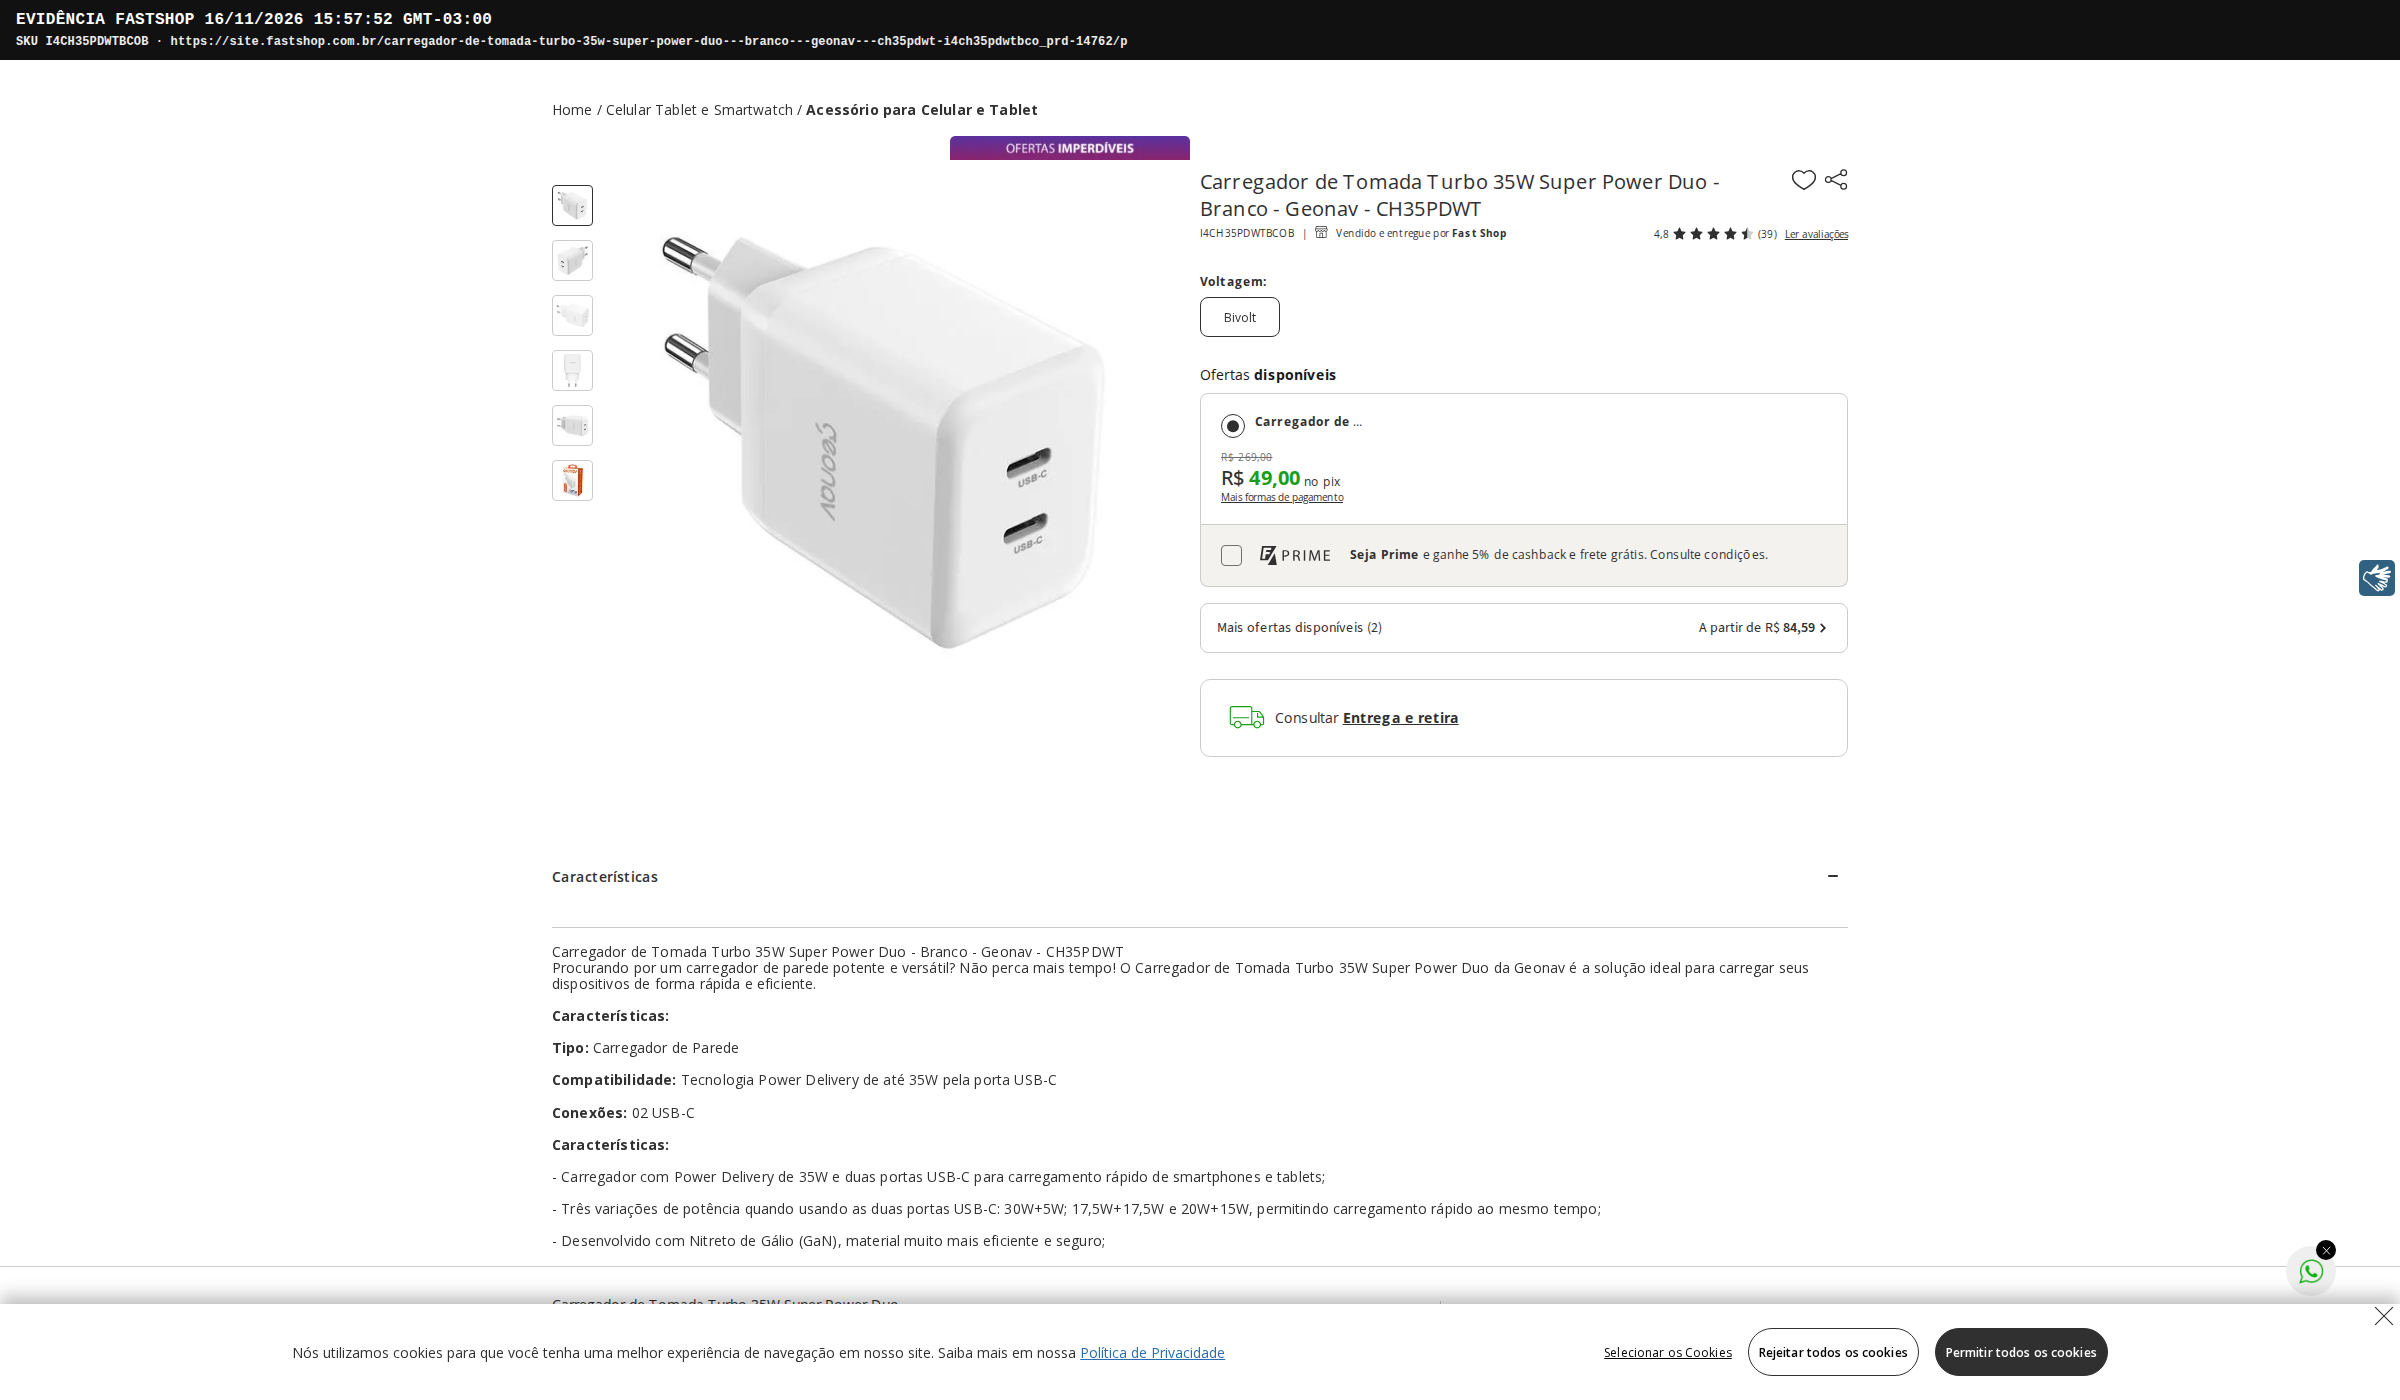 EVIDÊNCIA FASTSHOP 16/11/2026 15:57:52 GMT-03:00
SKU I4CH35PDWTBCOB · https://site.fastshop.com.br/carregador-de-tomada-turbo-35w-super-power-duo---branco---geonav---ch35pdwt-i4ch35pdwtbco_prd-14762/p
Home / Celular Tablet e Smartwatch / Acessório para Celular e Tablet
OFERTAS IMPERDÍVEIS
Carregador de Tomada Turbo 35W Super Power Duo -
Branco - Geonav - CH35PDWT
I4CH35PDWTBCOB | Vendido e entregue por Fast Shop
4,8 (39) Ler avaliações
geonav
USB-C
USB-C
Voltagem:
Bivolt
Ofertas disponíveis
Carregador de ...
R$ 269,00
R$ 49,00 no pix
Mais formas de pagamento
PRIME Seja Prime e ganhe 5% de cashback e frete grátis. Consulte condições.
Mais ofertas disponíveis (2) A partir de R$ 84,59
Consultar Entrega e retira
Características
Carregador de Tomada Turbo 35W Super Power Duo - Branco - Geonav - CH35PDWT
Procurando por um carregador de parede potente e versátil? Não perca mais tempo! O Carregador de Tomada Turbo 35W Super Power Duo da Geonav é a solução ideal para carregar seus
dispositivos de forma rápida e eficiente.
Características:
Tipo: Carregador de Parede
Compatibilidade: Tecnologia Power Delivery de até 35W pela porta USB-C
Conexões: 02 USB-C
Características:
- Carregador com Power Delivery de 35W e duas portas USB-C para carregamento rápido de smartphones e tablets;
- Três variações de potência quando usando as duas portas USB-C: 30W+5W; 17,5W+17,5W e 20W+15W, permitindo carregamento rápido ao mesmo tempo;
- Desenvolvido com Nitreto de Gálio (GaN), material muito mais eficiente e seguro;
Carregador de Tomada Turbo 35W Super Power Duo
Nós utilizamos cookies para que você tenha uma melhor experiência de navegação em nosso site. Saiba mais em nossa Política de Privacidade
Selecionar os Cookies
Rejeitar todos os cookies
Permitir todos os cookies